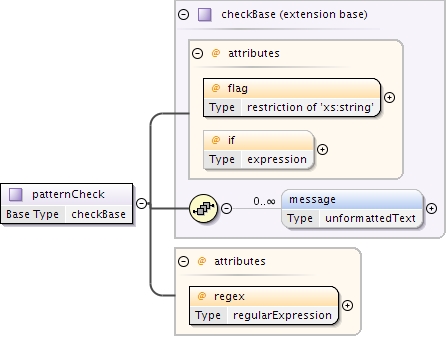 checkBase (extension base)
@ attributes
@ flag
Type restriction of 'xs:string'
@ if
Type expression
patternCheck
Base Type checkBase
0..∞
message
Type unformattedText
@ attributes
@ regex
Type regularExpression